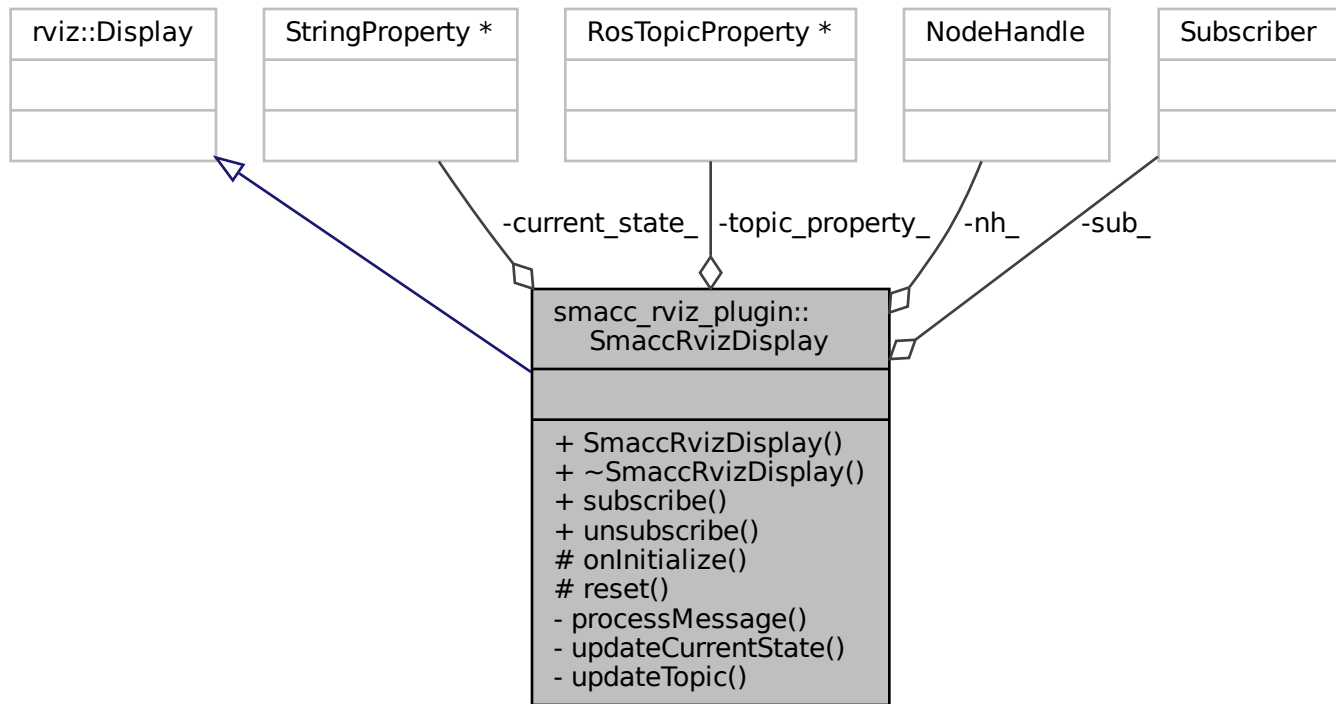 rviz::Display
StringProperty *
RosTopicProperty *
NodeHandle
Subscriber
-current_state_
-topic_property_
-nh_
-sub_
smacc_rviz_plugin::
SmaccRvizDisplay
+ SmaccRvizDisplay()
+ ~SmaccRvizDisplay()
+ subscribe()
+ unsubscribe()
# onInitialize()
# reset()
- processMessage()
- updateCurrentState()
- updateTopic()